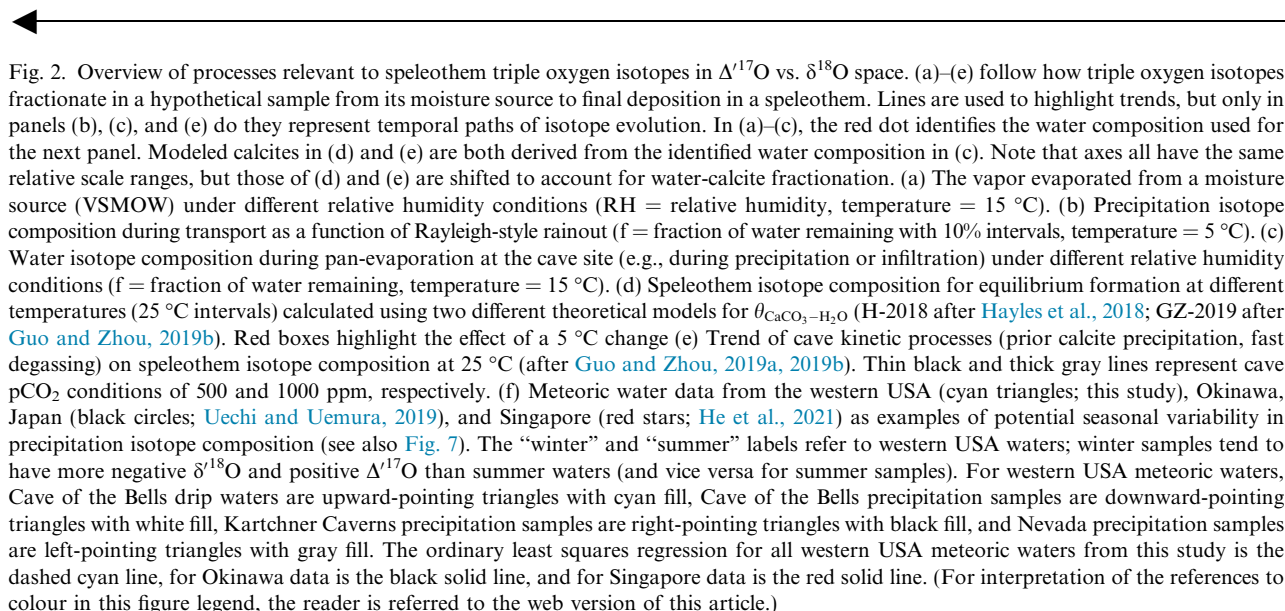 Fig. 2. Overview of processes relevant to speleothem triple oxygen isotopes in Δ′¹⁷O vs. δ¹⁸O space. (a)–(e) follow how triple oxygen isotopes
fractionate in a hypothetical sample from its moisture source to final deposition in a speleothem. Lines are used to highlight trends, but only in
panels (b), (c), and (e) do they represent temporal paths of isotope evolution. In (a)–(c), the red dot identifies the water composition used for
the next panel. Modeled calcites in (d) and (e) are both derived from the identified water composition in (c). Note that axes all have the same
relative scale ranges, but those of (d) and (e) are shifted to account for water-calcite fractionation. (a) The vapor evaporated from a moisture
source (VSMOW) under different relative humidity conditions (RH = relative humidity, temperature = 15 °C). (b) Precipitation isotope
composition during transport as a function of Rayleigh-style rainout (f = fraction of water remaining with 10% intervals, temperature = 5 °C). (c)
Water isotope composition during pan-evaporation at the cave site (e.g., during precipitation or infiltration) under different relative humidity
conditions (f = fraction of water remaining, temperature = 15 °C). (d) Speleothem isotope composition for equilibrium formation at different
temperatures (25 °C intervals) calculated using two different theoretical models for θCaCO₃−H₂O (H-2018 after Hayles et al., 2018; GZ-2019 after
Guo and Zhou, 2019b). Red boxes highlight the effect of a 5 °C change (e) Trend of cave kinetic processes (prior calcite precipitation, fast
degassing) on speleothem isotope composition at 25 °C (after Guo and Zhou, 2019a, 2019b). Thin black and thick gray lines represent cave
pCO₂ conditions of 500 and 1000 ppm, respectively. (f) Meteoric water data from the western USA (cyan triangles; this study), Okinawa,
Japan (black circles; Uechi and Uemura, 2019), and Singapore (red stars; He et al., 2021) as examples of potential seasonal variability in
precipitation isotope composition (see also Fig. 7). The “winter” and “summer” labels refer to western USA waters; winter samples tend to
have more negative δ′¹⁸O and positive Δ′¹⁷O than summer waters (and vice versa for summer samples). For western USA meteoric waters,
Cave of the Bells drip waters are upward-pointing triangles with cyan fill, Cave of the Bells precipitation samples are downward-pointing
triangles with white fill, Kartchner Caverns precipitation samples are right-pointing triangles with black fill, and Nevada precipitation samples
are left-pointing triangles with gray fill. The ordinary least squares regression for all western USA meteoric waters from this study is the
dashed cyan line, for Okinawa data is the black solid line, and for Singapore data is the red solid line. (For interpretation of the references to
colour in this figure legend, the reader is referred to the web version of this article.)